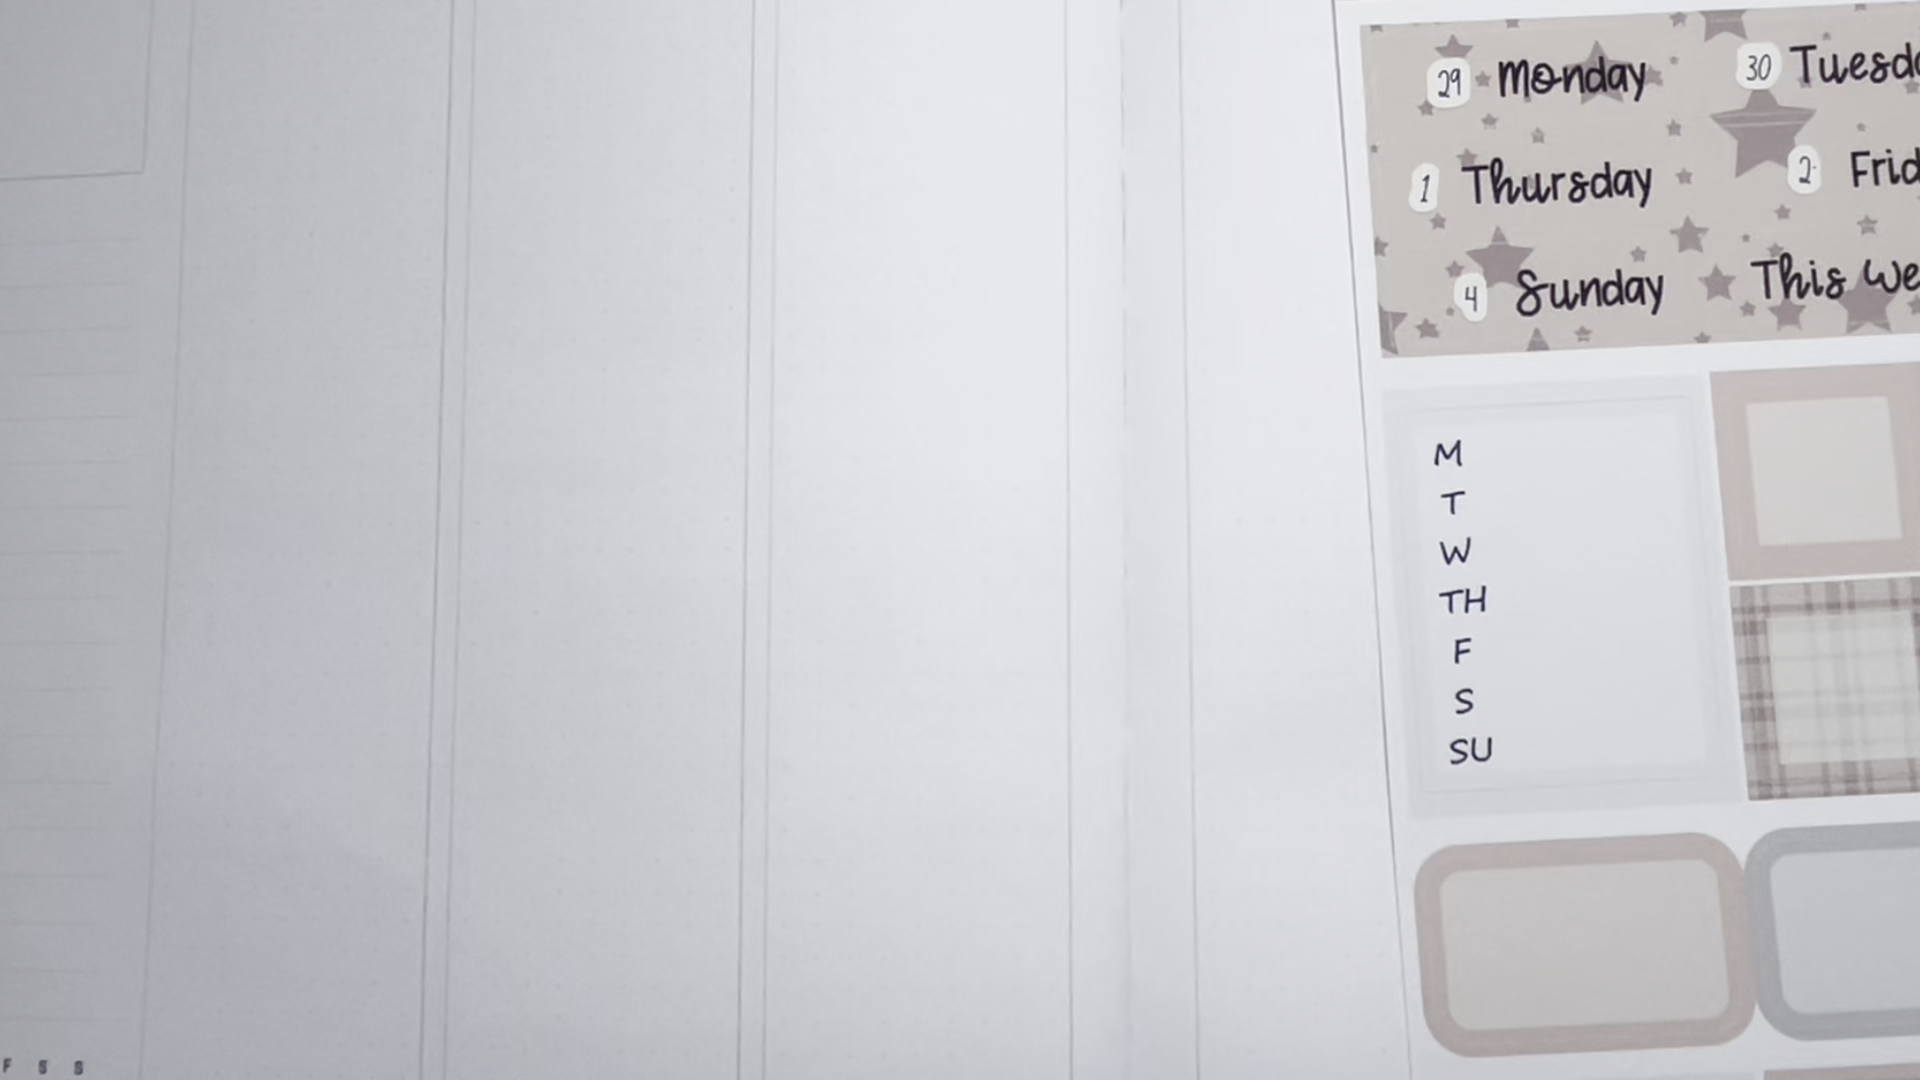 29 Monday 30 Tuesd
1 Thursday 2 Frid
4 Sunday This We
M
T
W
TH
F
S
SU
F S S